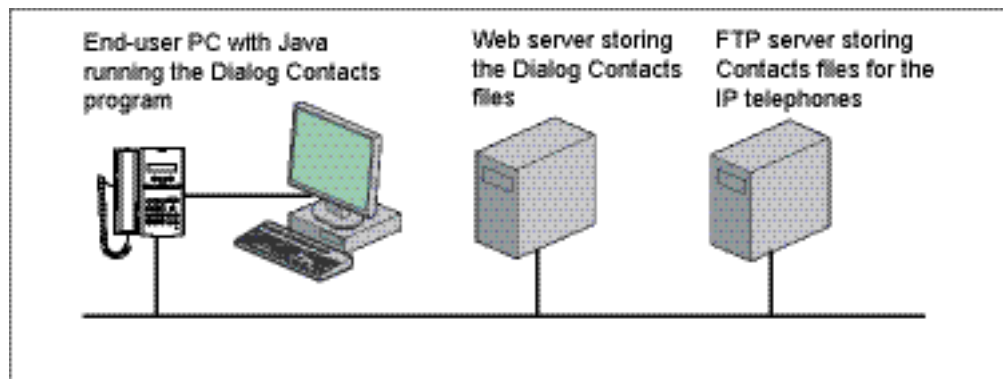 End-user PC with Java
running the Dialog Contacts
program
Web server storing
the Dialog Contacts
files
FTP server storing
Contacts files for the
IP telephones